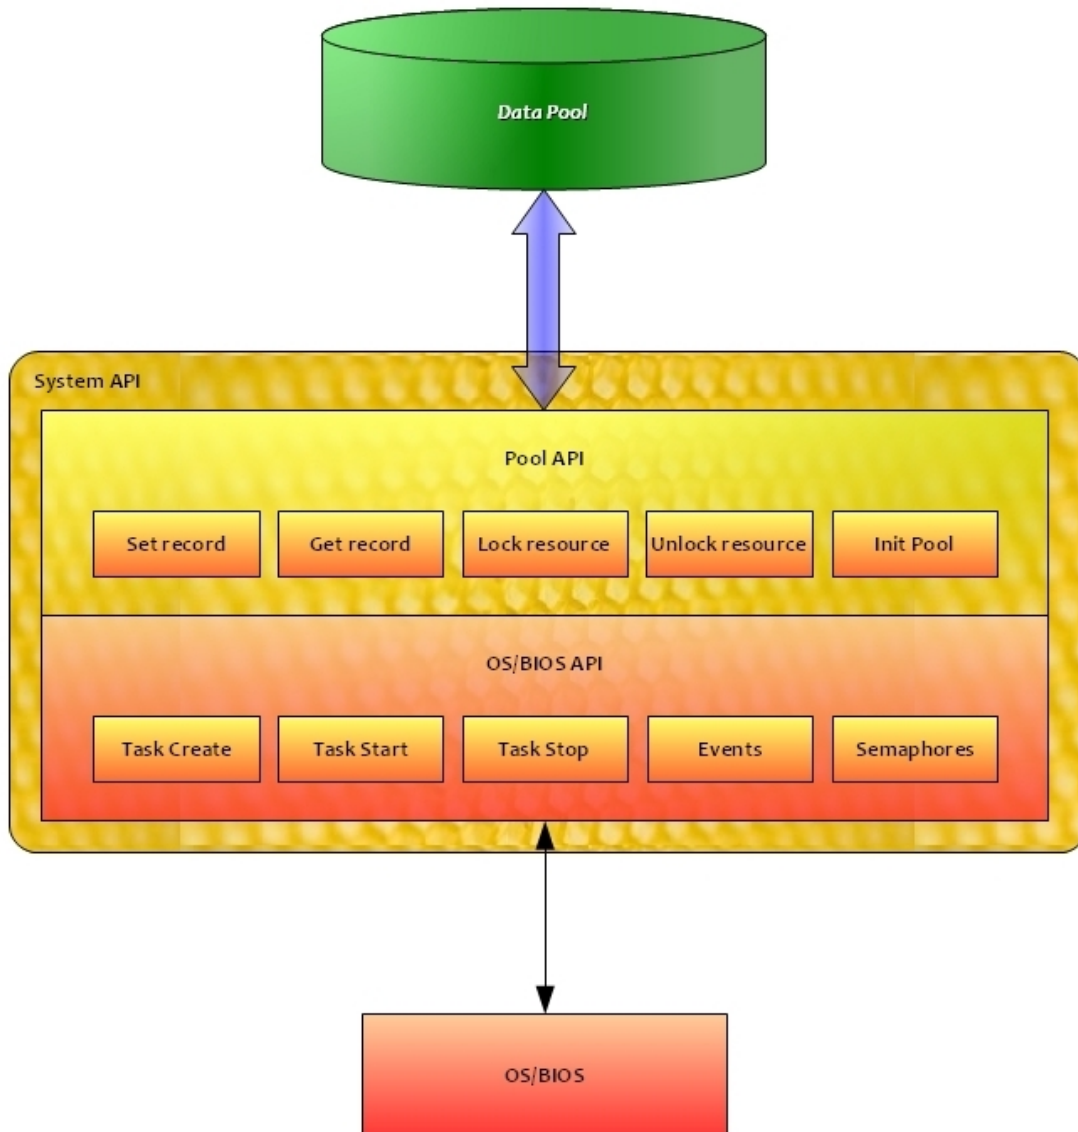 Data Pool
System API
Pool API
Set record
Get record
Lock resource
Unlock resource
Init Pool
OS/BIOS API
Task Create
Task Start
Task Stop
Events
Semaphores
OS/BIOS